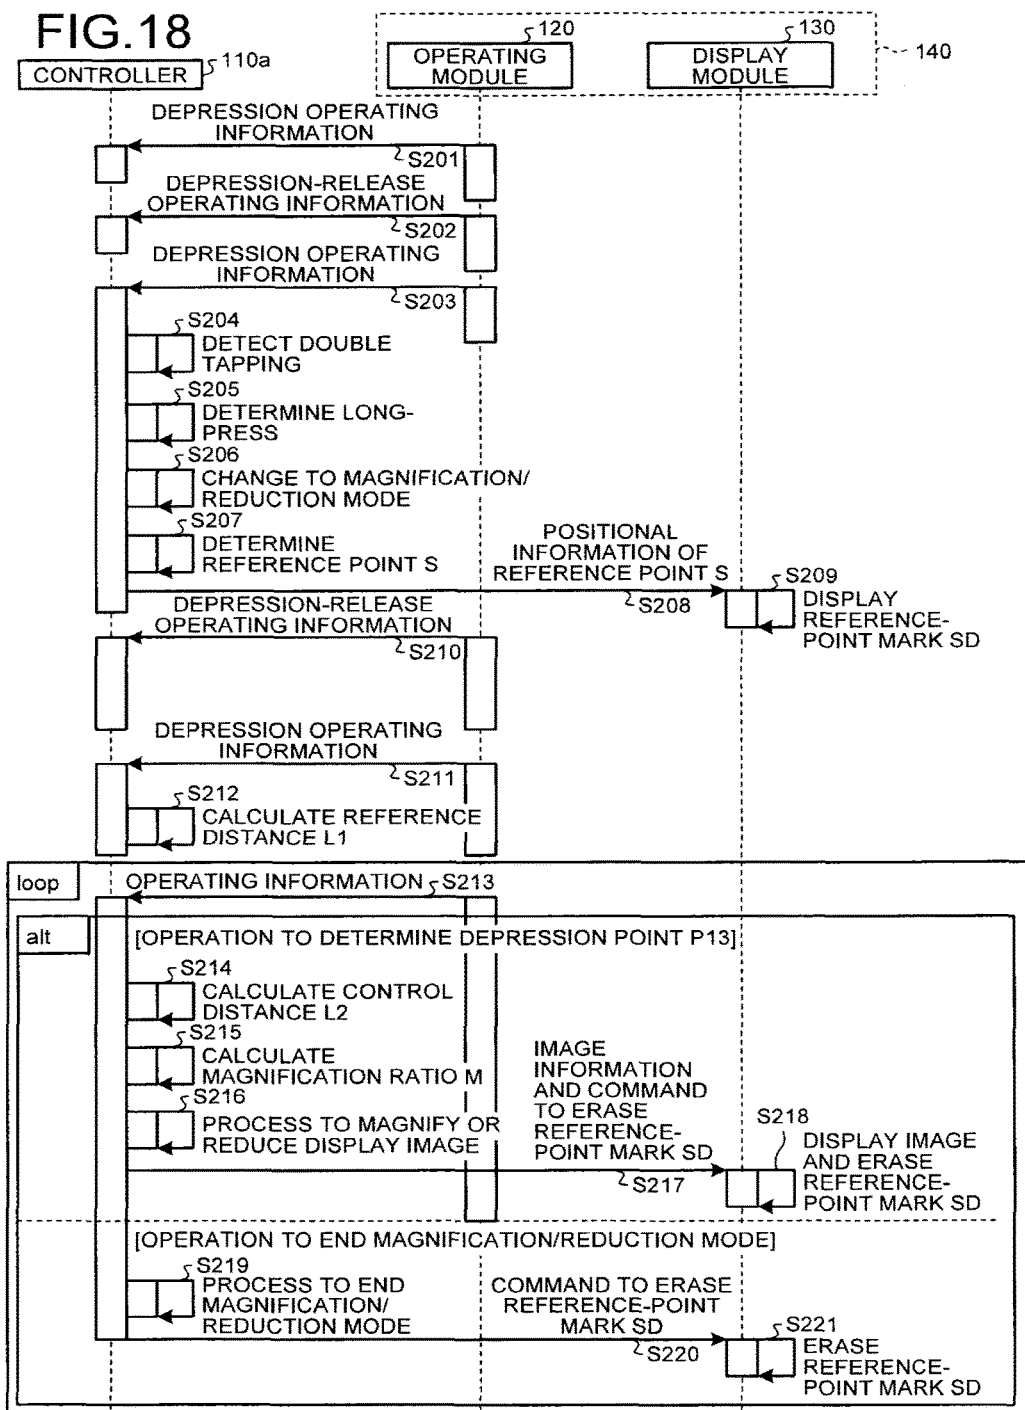 FIG.18
120
130
140
CONTROLLER
110a
OPERATING
MODULE
DISPLAY
MODULE
DEPRESSION OPERATING
INFORMATION
S201
DEPRESSION-RELEASE
OPERATING INFORMATION
S202
DEPRESSION OPERATING
INFORMATION
S203
S204
DETECT DOUBLE
TAPPING
S205
DETERMINE LONG-
PRESS
S206
CHANGE TO MAGNIFICATION/
REDUCTION MODE
S207
DETERMINE
REFERENCE POINT S
POSITIONAL
INFORMATION OF
REFERENCE POINT S
S208
S209
DISPLAY
REFERENCE-
POINT MARK SD
DEPRESSION-RELEASE
OPERATING INFORMATION
S210
DEPRESSION OPERATING
INFORMATION
S211
S212
CALCULATE REFERENCE
DISTANCE L1
loop
OPERATING INFORMATION
S213
alt
[OPERATION TO DETERMINE DEPRESSION POINT P13]
S214
CALCULATE CONTROL
DISTANCE L2
S215
CALCULATE
MAGNIFICATION RATIO M
S216
PROCESS TO MAGNIFY OR
REDUCE DISPLAY IMAGE
IMAGE
INFORMATION
AND COMMAND
TO ERASE
REFERENCE-
POINT MARK SD
S217
S218
DISPLAY IMAGE
AND ERASE
REFERENCE-
POINT MARK SD
[OPERATION TO END MAGNIFICATION/REDUCTION MODE]
S219
PROCESS TO END
MAGNIFICATION/
REDUCTION MODE
COMMAND TO ERASE
REFERENCE-POINT
MARK SD
S220
S221
ERASE
REFERENCE-
POINT MARK SD